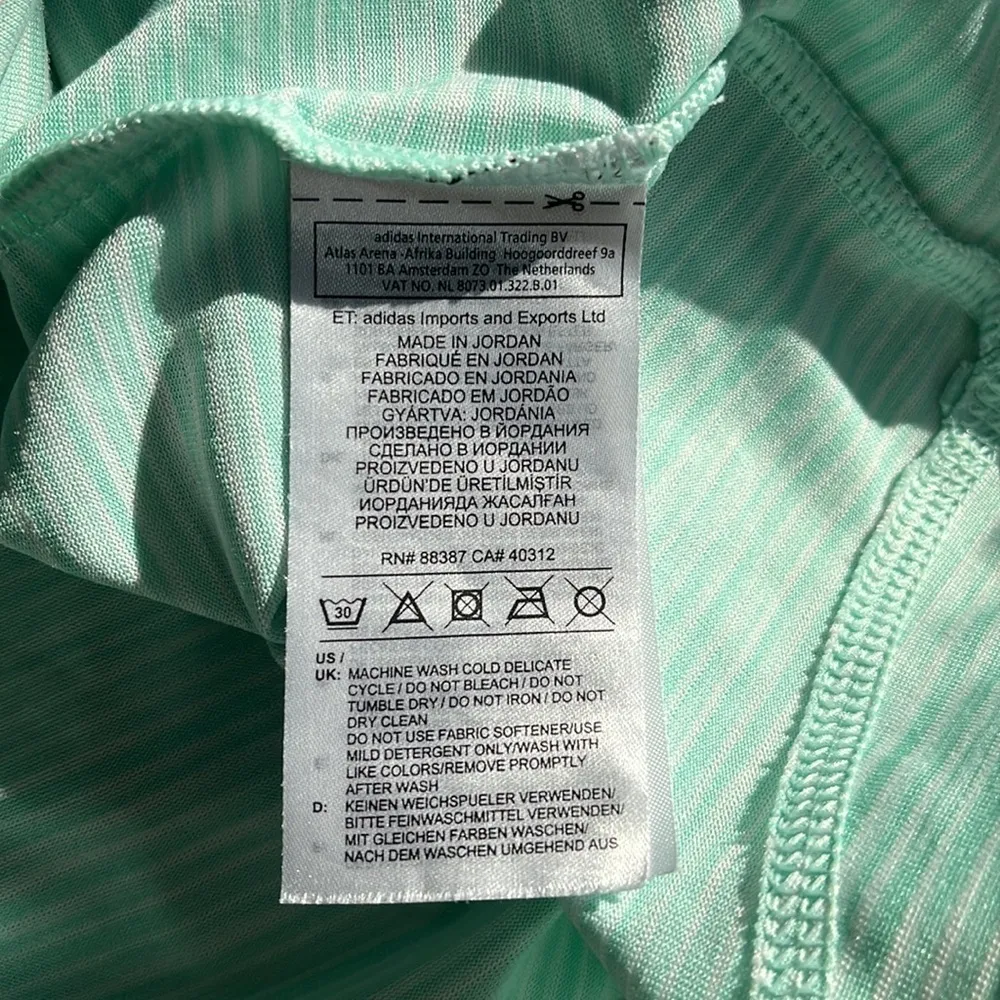 adidas International Trading BV
Atlas Arena -Afrika Building Hoogoorddreef 9a
1101 BA Amsterdam ZO The Netherlands
VAT NO. NL 8073.01.322.B.01
ET: adidas Imports and Exports Ltd
MADE IN JORDAN
FABRIQUÉ EN JORDAN
FABRICADO EN JORDANIA
FABRICADO EM JORDÃO
GYÁRTVA: JORDÁNIA
ПРОИЗВЕДЕНО В ЙОРДАНИЯ
СДЕЛАНО В ИОРДАНИИ
PROIZVEDENO U JORDANU
ÜRDÜN'DE ÜRETİLMİŞTİR
ИОРДАНИЯДА ЖАСАЛҒАН
PROIZVEDENO U JORDANU
RN# 88387 CA# 40312
30
US /
UK: MACHINE WASH COLD DELICATE
CYCLE / DO NOT BLEACH / DO NOT
TUMBLE DRY / DO NOT IRON / DO NOT
DRY CLEAN
DO NOT USE FABRIC SOFTENER/USE
MILD DETERGENT ONLY/WASH WITH
LIKE COLORS/REMOVE PROMPTLY
AFTER WASH
D: KEINEN WEICHSPUELER VERWENDEN/
BITTE FEINWASCHMITTEL VERWENDEN/
MIT GLEICHEN FARBEN WASCHEN/
NACH DEM WASCHEN UMGEHEND AUS